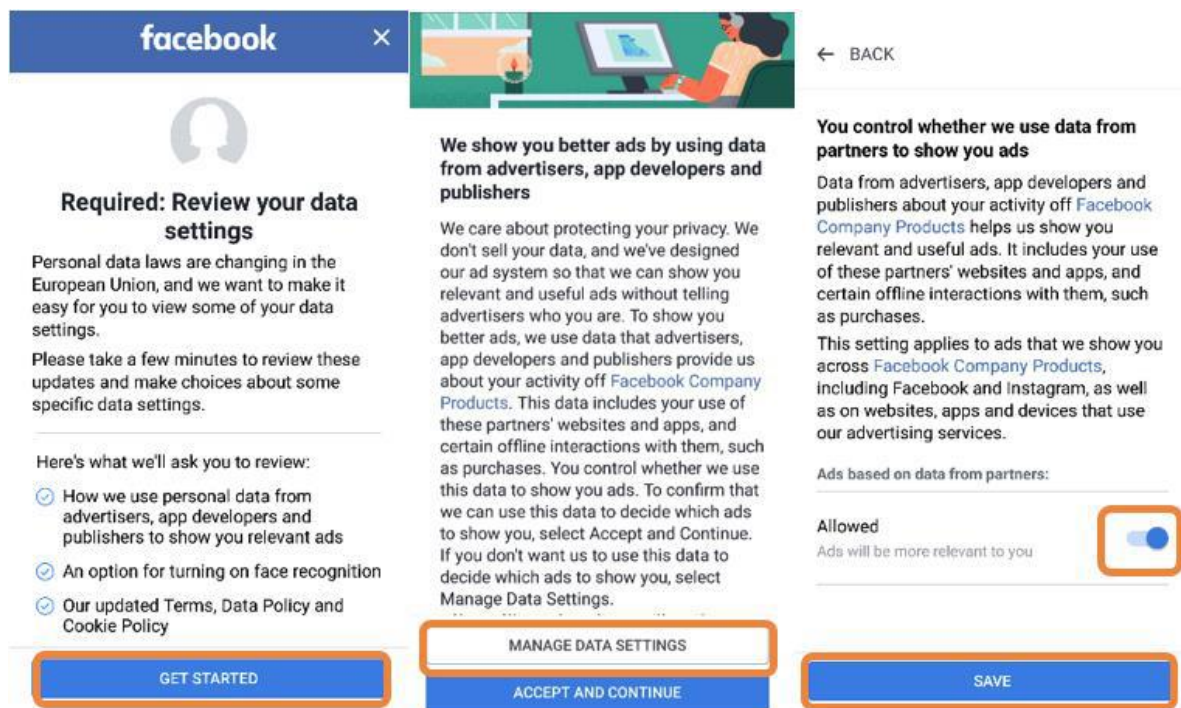 facebook
Required: Review your data
settings
Personal data laws are changing in the
European Union, and we want to make it
easy for you to view some of your data
settings.
Please take a few minutes to review these
updates and make choices about some
specific data settings.
Here's what we'll ask you to review:
How we use personal data from
advertisers, app developers and
publishers to show you relevant ads
An option for turning on face recognition
Our updated Terms, Data Policy and
Cookie Policy
GET STARTED
We show you better ads by using data
from advertisers, app developers and
publishers
We care about protecting your privacy. We
don't sell your data, and we've designed
our ad system so that we can show you
relevant and useful ads without telling
advertisers who you are. To show you
better ads, we use data that advertisers,
app developers and publishers provide us
about your activity off Facebook Company
Products. This data includes your use of
these partners' websites and apps, and
certain offline interactions with them, such
as purchases. You control whether we use
this data to show you ads. To confirm that
we can use this data to decide which ads
to show you, select Accept and Continue.
If you don't want us to use this data to
decide which ads to show you, select
Manage Data Settings.
MANAGE DATA SETTINGS
ACCEPT AND CONTINUE
BACK
You control whether we use data from
partners to show you ads
Data from advertisers, app developers and
publishers about your activity off Facebook
Company Products helps us show you
relevant and useful ads. It includes your use
of these partners' websites and apps, and
certain offline interactions with them, such
as purchases.
This setting applies to ads that we show you
across Facebook Company Products,
including Facebook and Instagram, as well
as on websites, apps and devices that use
our advertising services.
Ads based on data from partners:
Allowed
Ads will be more relevant to you
SAVE